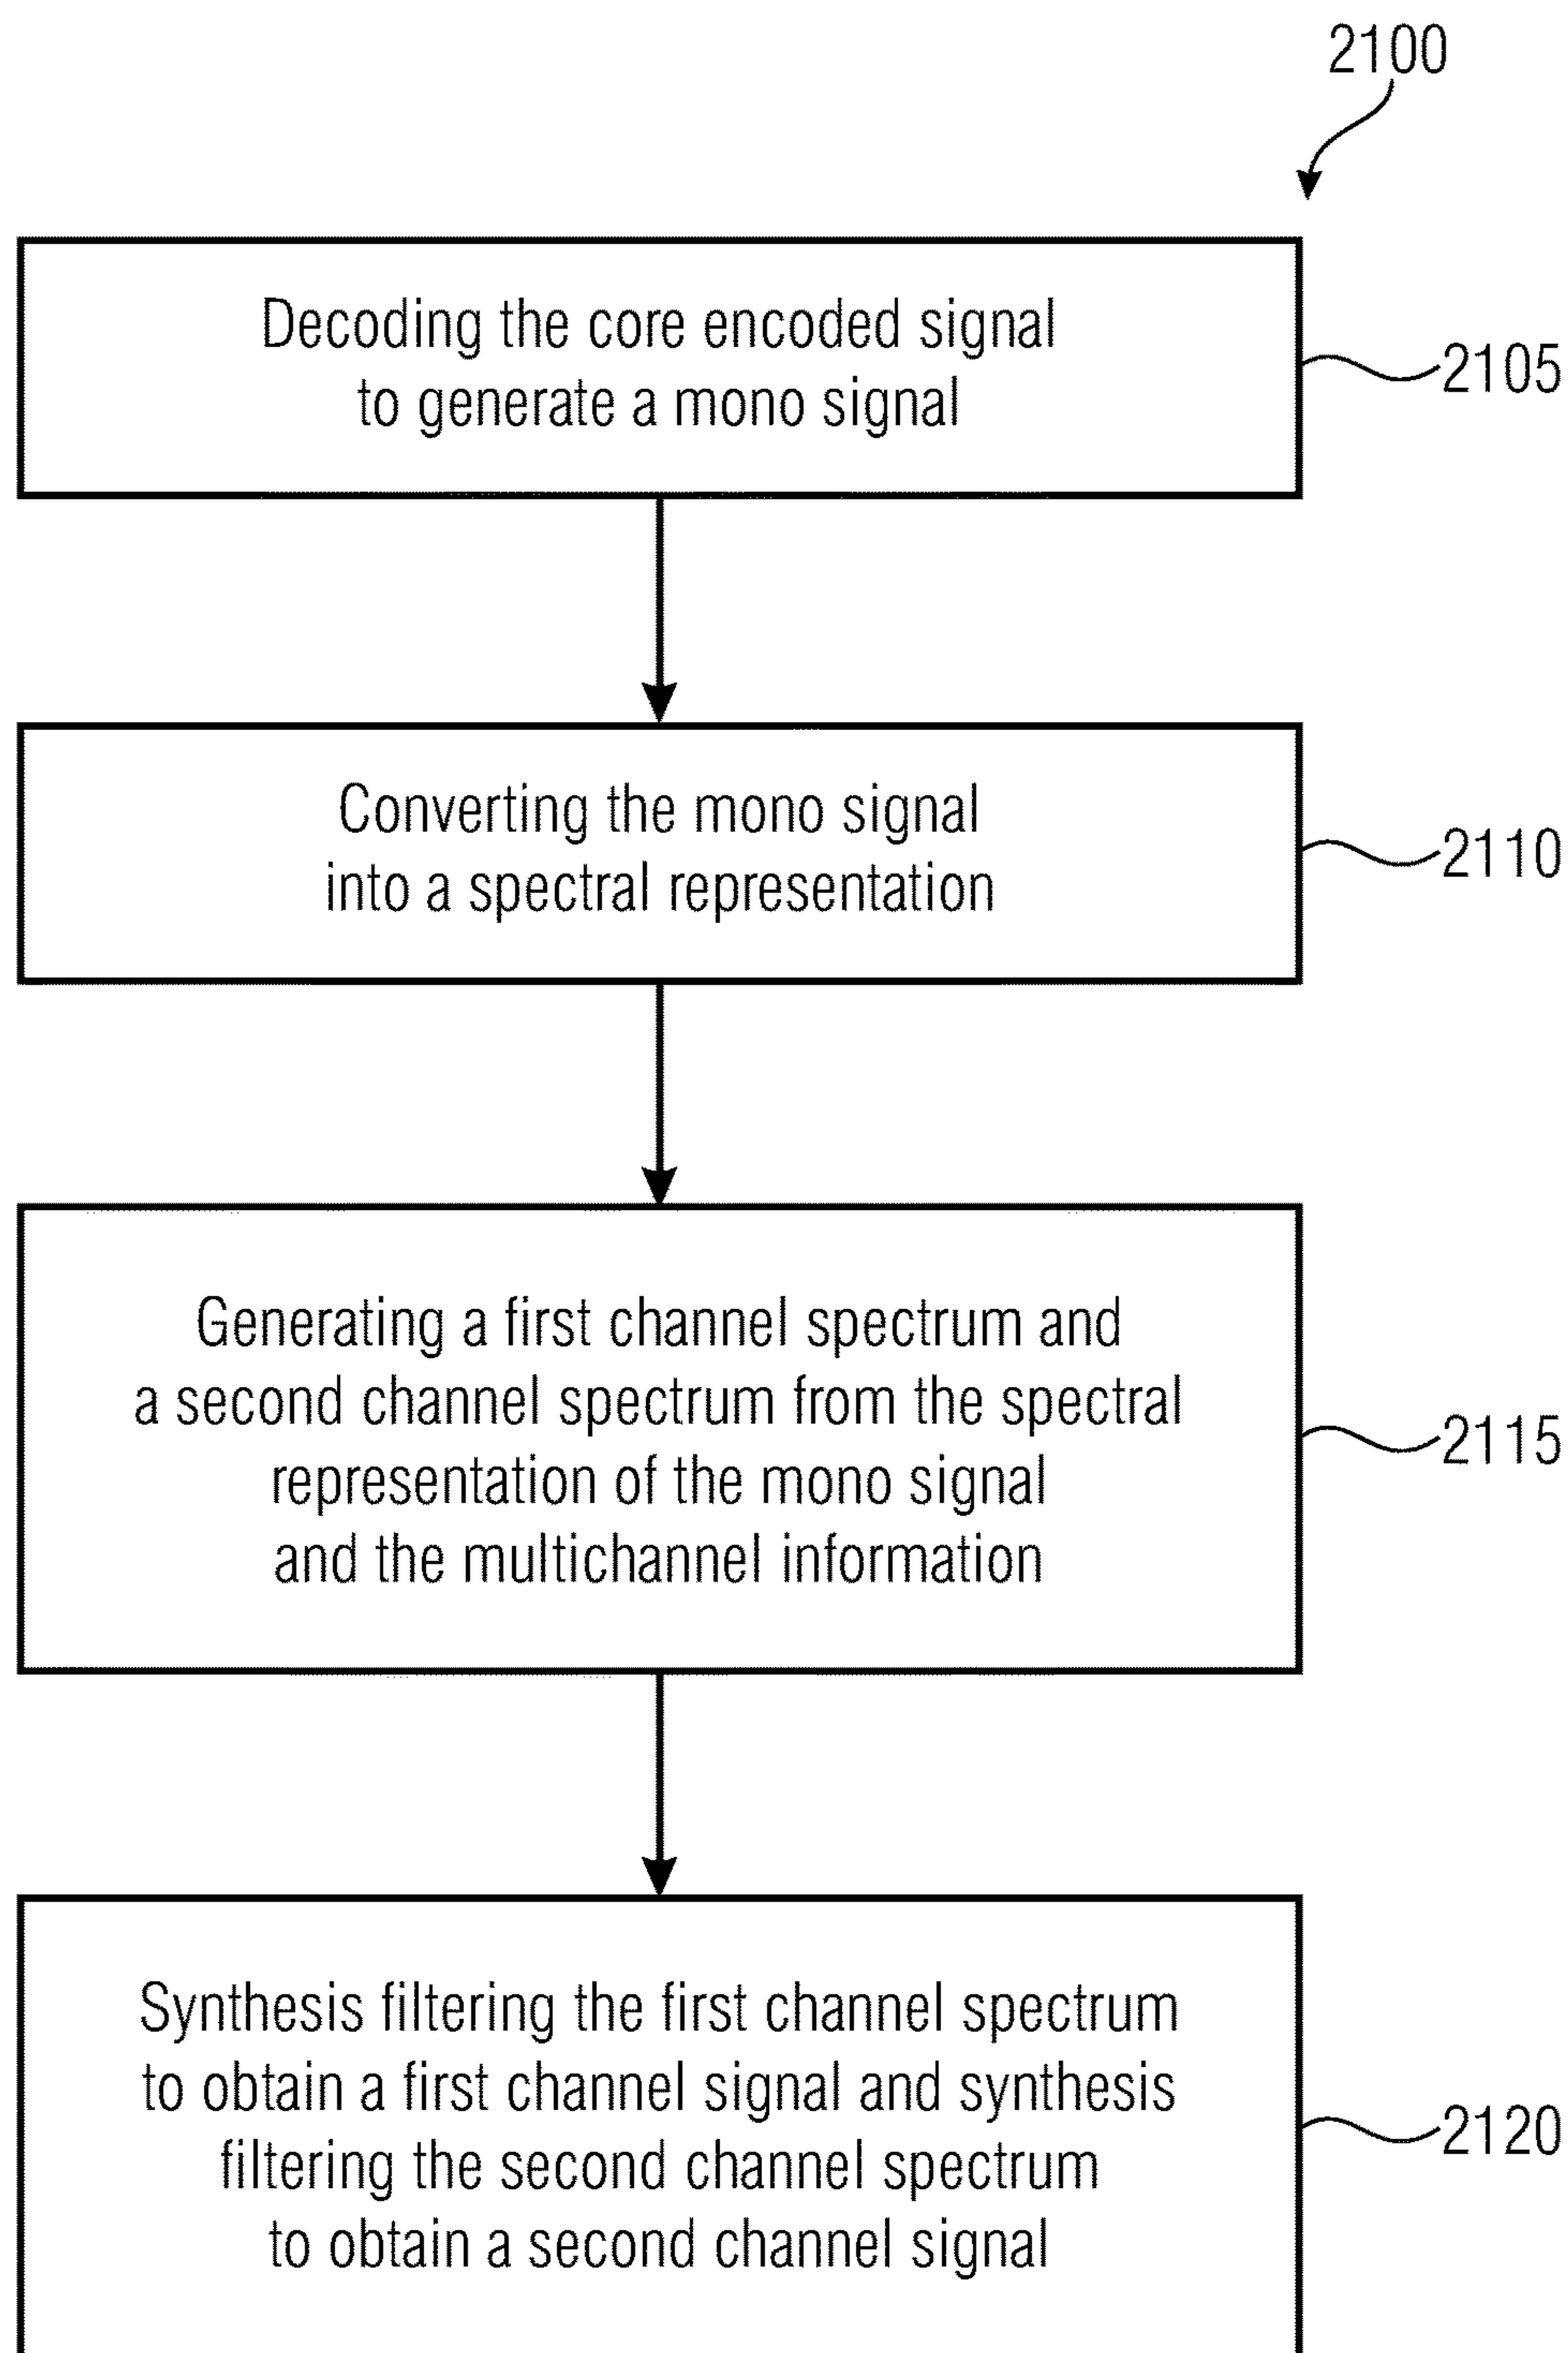 2100
Decoding the core encoded signal
to generate a mono signal
2105
Converting the mono signal
into a spectral representation
2110
Generating a first channel spectrum and
a second channel spectrum from the spectral
representation of the mono signal
and the multichannel information
2115
Synthesis filtering the first channel spectrum
to obtain a first channel signal and synthesis
filtering the second channel spectrum
to obtain a second channel signal
2120